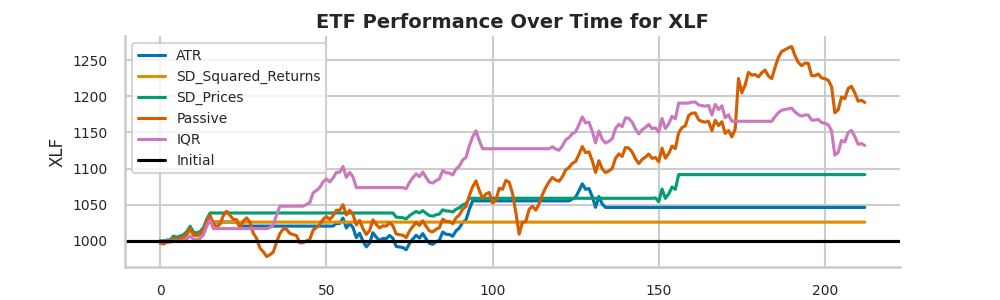 ETF Performance Over Time for XLF
XLF
1250
1200
1150
1100
1050
1000
ATR
SD_Squared_Returns
SD_Prices
Passive
IQR
Initial
0 50 100 150 200